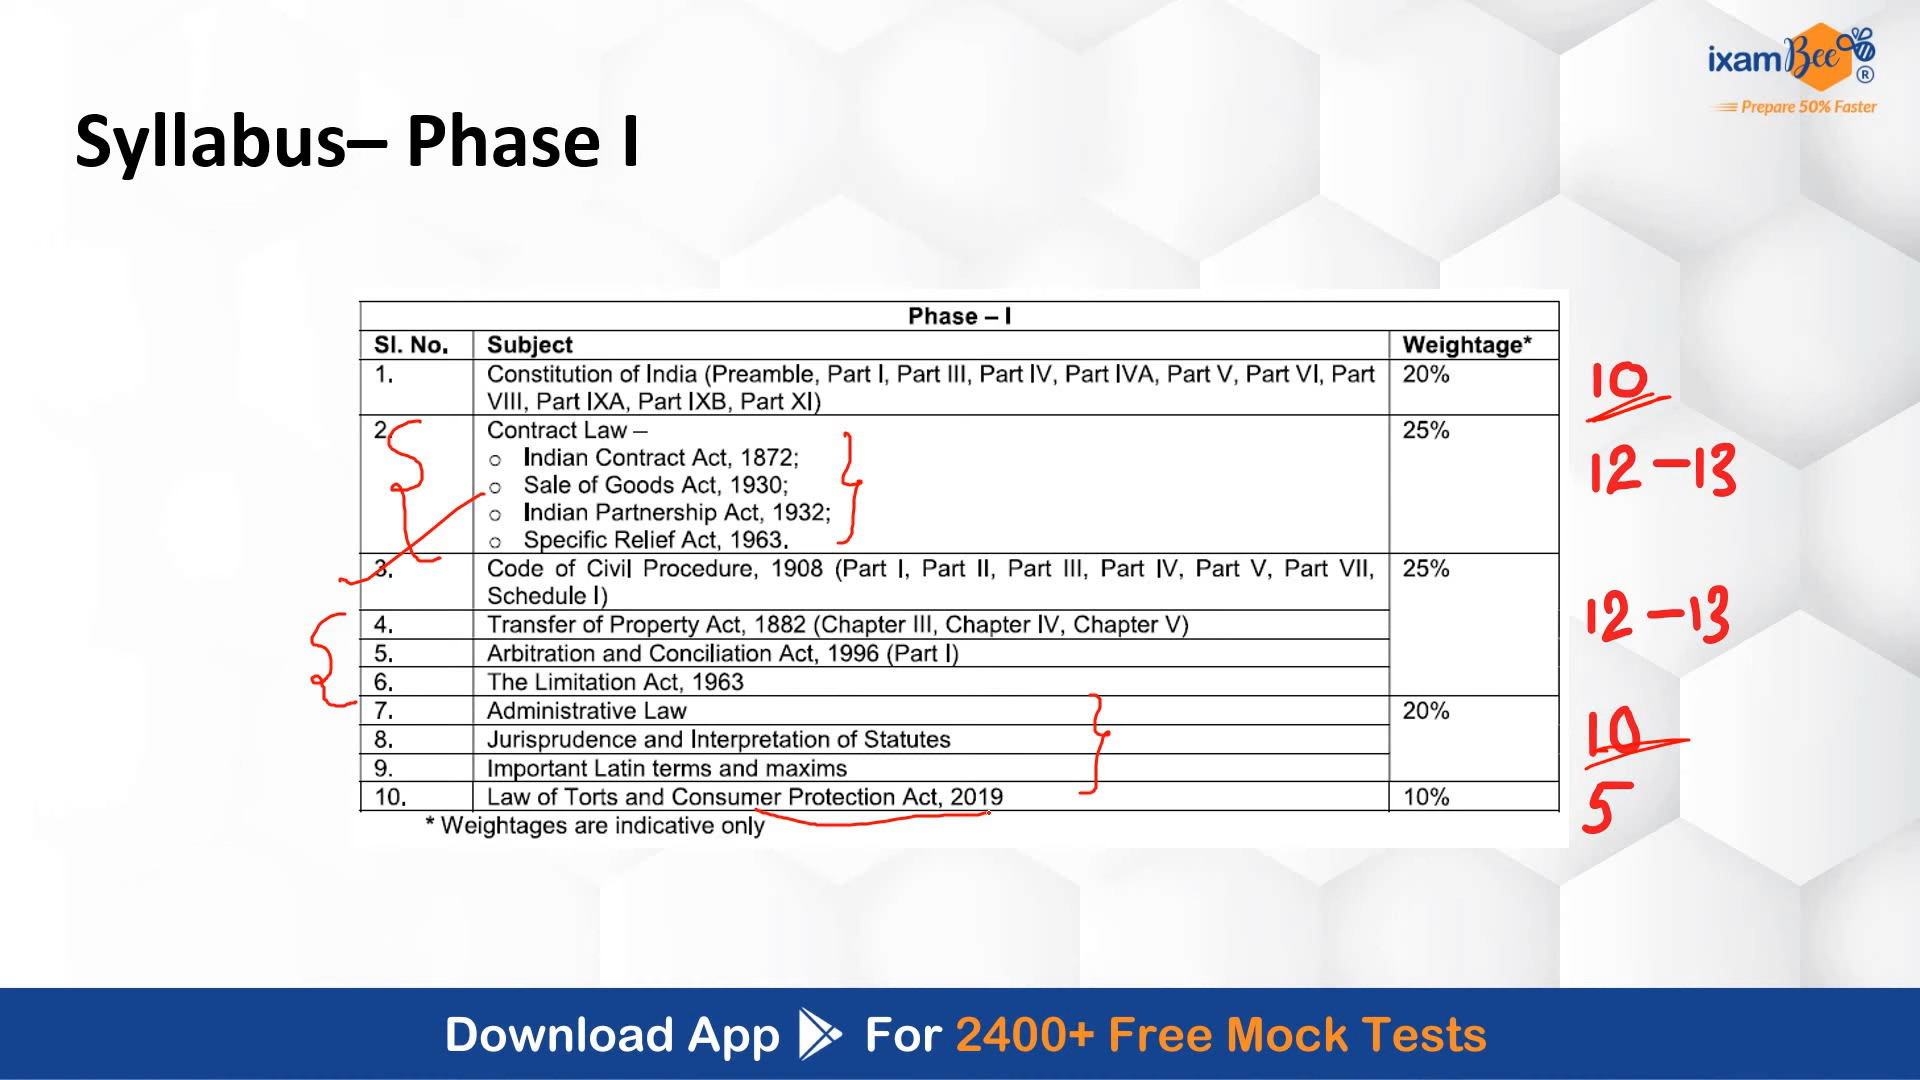 ixamBee®
Prepare 50% Faster
Syllabus– Phase I
Phase – I
Sl. No. Subject Weightage*
1. Constitution of India (Preamble, Part I, Part III, Part IV, Part IVA, Part V, Part VI, Part 20% 10
VIII, Part IXA, Part IXB, Part XI)
2. Contract Law – 25% 12-13
o Indian Contract Act, 1872;
o Sale of Goods Act, 1930;
o Indian Partnership Act, 1932;
o Specific Relief Act, 1963.
3. Code of Civil Procedure, 1908 (Part I, Part II, Part III, Part IV, Part V, Part VII, 25% 12-13
Schedule I)
4. Transfer of Property Act, 1882 (Chapter III, Chapter IV, Chapter V)
5. Arbitration and Conciliation Act, 1996 (Part I)
6. The Limitation Act, 1963
7. Administrative Law 20% 10
8. Jurisprudence and Interpretation of Statutes
9. Important Latin terms and maxims
10. Law of Torts and Consumer Protection Act, 2019 10% 5
* Weightages are indicative only
Download App For 2400+ Free Mock Tests